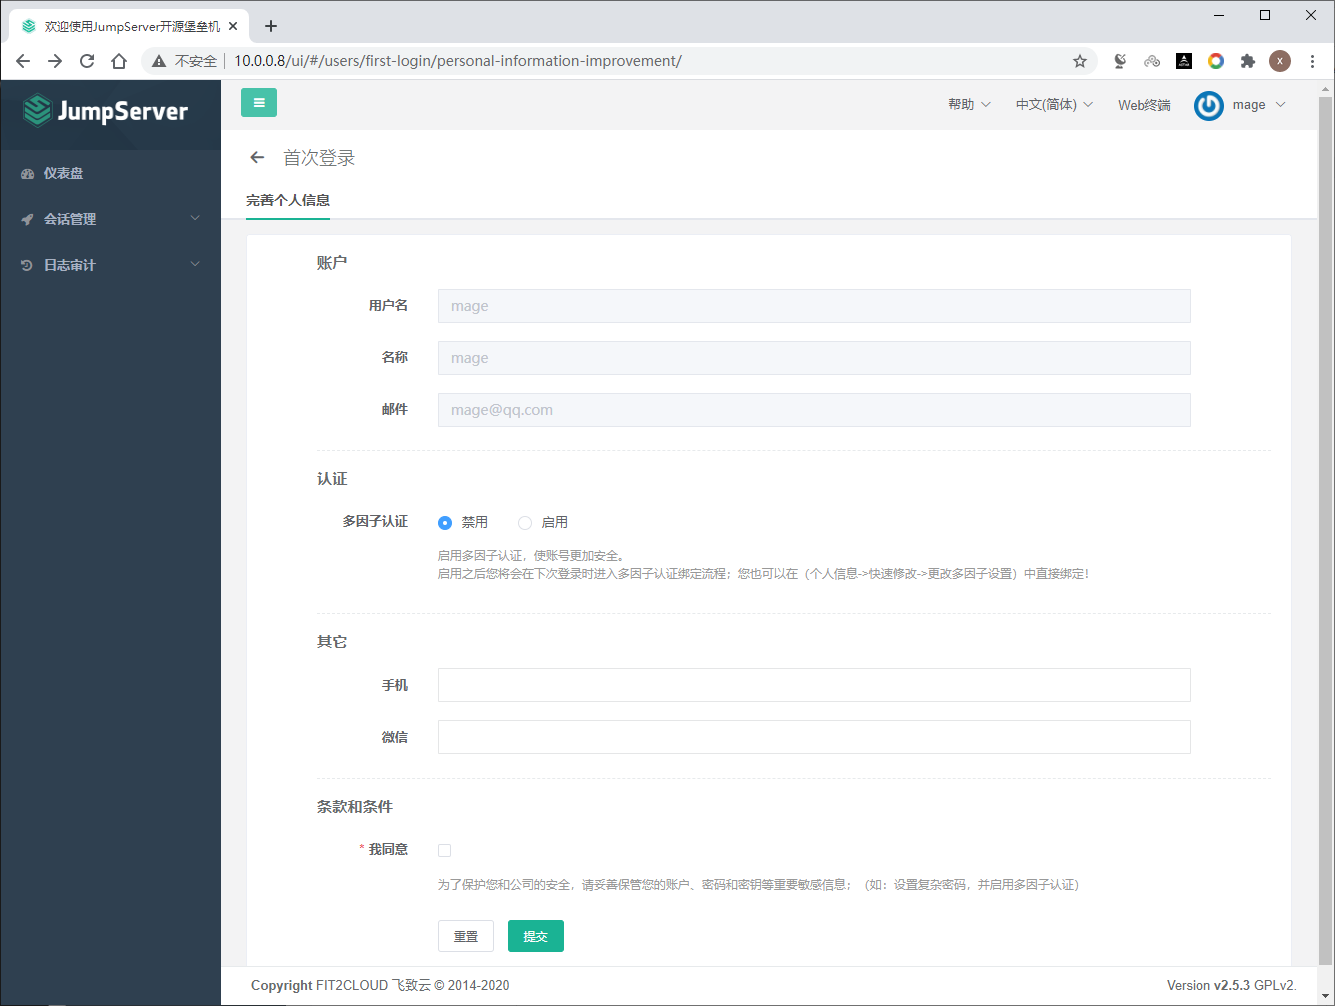 欢迎使用JumpServer开源堡垒机
不安全 10.0.0.8/ui/#/users/first-login/personal-information-improvement/
x
JumpServer
帮助 中文(简体) Web终端 mage
仪表盘
会话管理
日志审计
首次登录
完善个人信息
账户
用户名 mage
名称 mage
邮件 mage@qq.com
认证
多因子认证 禁用 启用
启用多因子认证，使账号更加安全。
启用之后您将会在下次登录时进入多因子认证绑定流程；您也可以在（个人信息->快速修改->更改多因子设置）中直接绑定！
其它
手机
微信
条款和条件
* 我同意
为了保护您和公司的安全，请妥善保管您的账户、密码和密钥等重要敏感信息；（如：设置复杂密码，并启用多因子认证）
重置 提交
Copyright FIT2CLOUD 飞致云 © 2014-2020
Version v2.5.3 GPLv2.